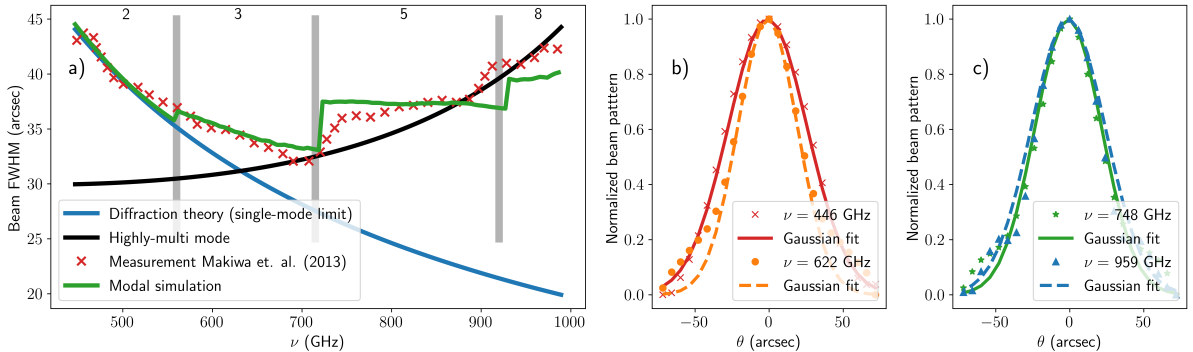 2 3 5 8
a)
45
40
35
30
25
20
Beam FWHM (arcsec)
Diffraction theory (single-mode limit)
Highly-multi mode
Measurement Makiwa et. al. (2013)
Modal simulation
500 600 700 800 900 1000
ν (GHz)
b)
1.0
0.8
0.6
0.4
0.2
0.0
Normalized beam patttern
ν = 446 GHz
Gaussian fit
ν = 622 GHz
Gaussian fit
−50 0 50
θ (arcsec)
c)
1.0
0.8
0.6
0.4
0.2
0.0
Normalized beam pattern
ν = 748 GHz
Gaussian fit
ν = 959 GHz
Gaussian fit
−50 0 50
θ (arcsec)